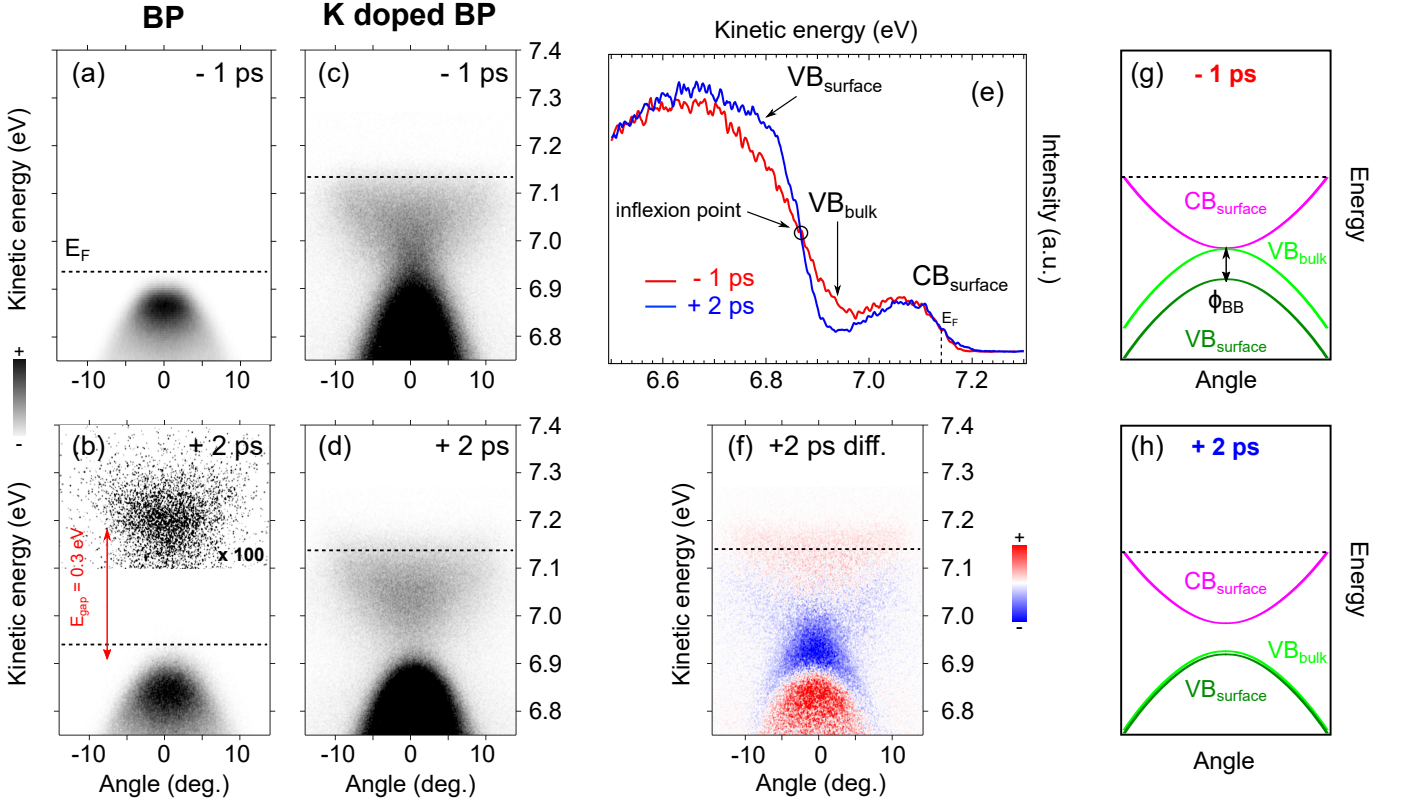 BP
K doped BP
(a)
- 1 ps
E_F
Kinetic energy (eV)
-10
0
10
(c)
- 1 ps
7.4
7.3
7.2
7.1
7.0
6.9
6.8
-10
0
10
+
-
(b)
+ 2 ps
x 100
E_gap = 0.3 eV
Kinetic energy (eV)
-10
0
10
Angle (deg.)
(d)
+ 2 ps
7.4
7.3
7.2
7.1
7.0
6.9
6.8
-10
0
10
Angle (deg.)
Kinetic energy (eV)
(e)
VB_surface
VB_bulk
inflexion point
- 1 ps
+ 2 ps
CB_surface
E_F
Intensity (a.u.)
6.6
6.8
7.0
7.2
(f)
+2 ps diff.
Kinetic energy (eV)
7.4
7.3
7.2
7.1
7.0
6.9
6.8
-10
0
10
Angle (deg.)
+
-
(g)
- 1 ps
CB_surface
VB_bulk
ϕ_BB
VB_surface
Energy
Angle
(h)
+ 2 ps
CB_surface
VB_bulk
VB_surface
Energy
Angle